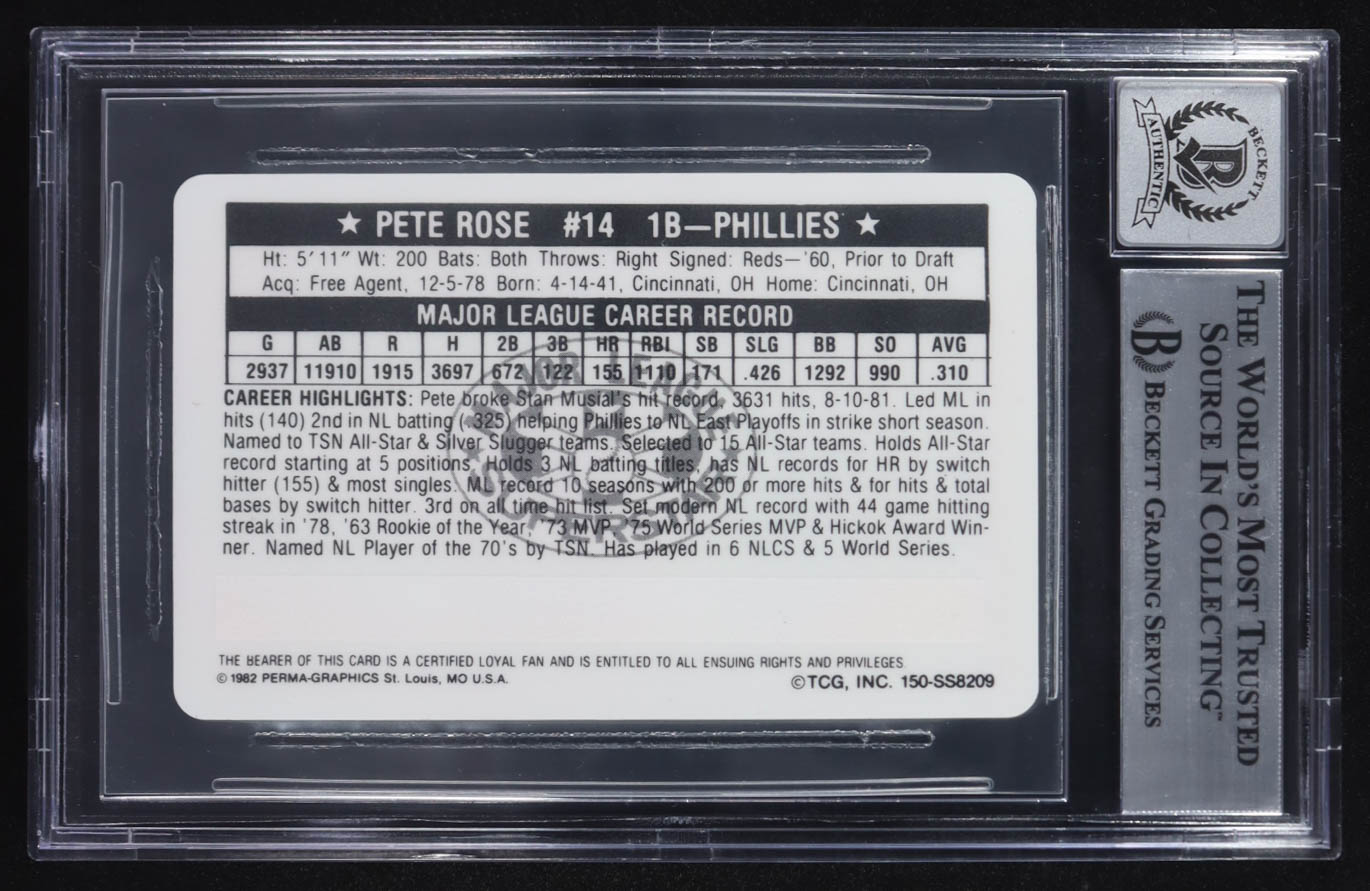 ★ PETE ROSE #14 1B—PHILLIES ★
Ht: 5'11" Wt: 200 Bats: Both Throws: Right Signed: Reds—'60, Prior to Draft
Acq: Free Agent, 12-5-78 Born: 4-14-41, Cincinnati, OH Home: Cincinnati, OH
MAJOR LEAGUE CAREER RECORD
G AB R H 2B 3B HR RBI SB SLG BB SO AVG
2937 11910 1915 3697 672 122 155 1110 171 .426 1292 990 .310
CAREER HIGHLIGHTS: Pete broke Stan Musial's hit record, 3631 hits, 8-10-81. Led ML in
hits (140) 2nd in NL batting (.325) helping Phillies to NL East Playoffs in strike short season.
Named to TSN All-Star & Silver Slugger teams. Selected to 15 All-Star teams. Holds All-Star
record starting at 5 positions. Holds 3 NL batting titles, has NL records for HR by switch
hitter (155) & most singles. ML record 10 seasons with 200 or more hits & for hits & total
bases by switch hitter. 3rd on all time hit list. Set modern NL record with 44 game hitting
streak in '78, '63 Rookie of the Year, '73 MVP, '75 World Series MVP & Hickok Award Win-
ner. Named NL Player of the 70's by TSN. Has played in 6 NLCS & 5 World Series.
MAJOR LEAGUE
SUPERSTAR
THE BEARER OF THIS CARD IS A CERTIFIED LOYAL FAN AND IS ENTITLED TO ALL ENSUING RIGHTS AND PRIVILEGES
© 1982 PERMA-GRAPHICS St. Louis, MO U.S.A.
©TCG, INC. 150-SS8209
BECKETT
AUTHENTIC
THE WORLD'S MOST TRUSTED
SOURCE IN COLLECTING™
BECKETT GRADING SERVICES